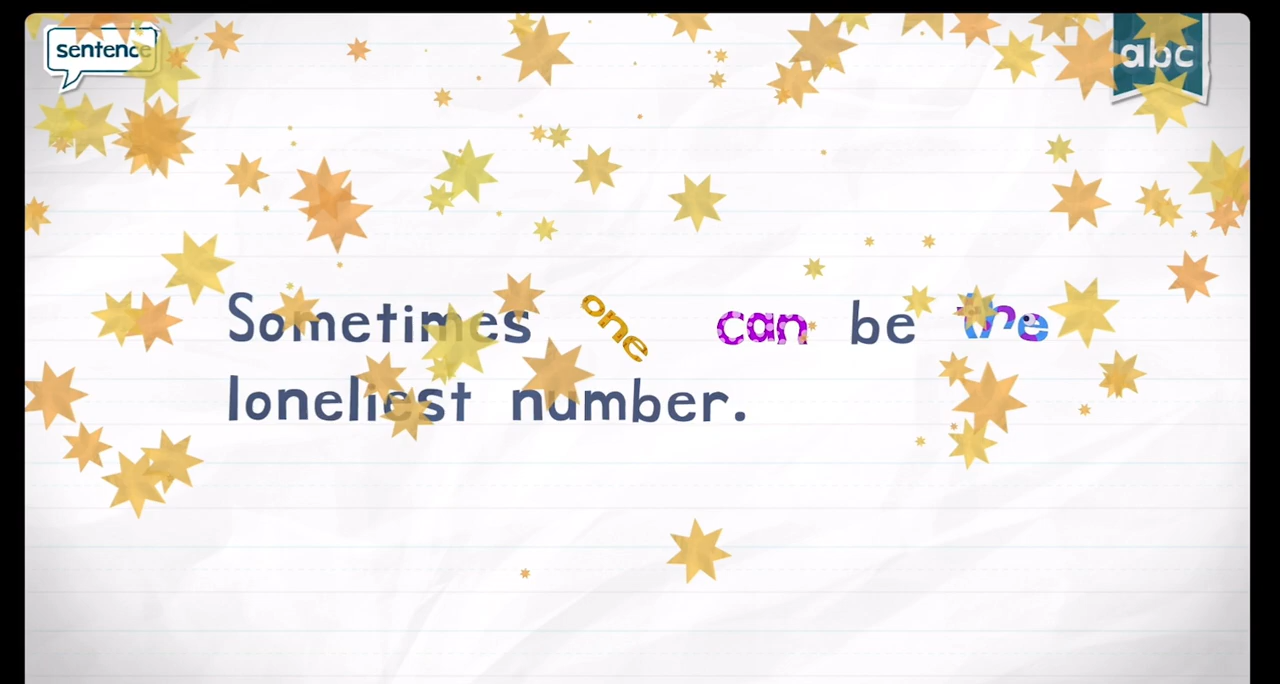 sentence
abc
Sometimes one can be the
loneliest number.